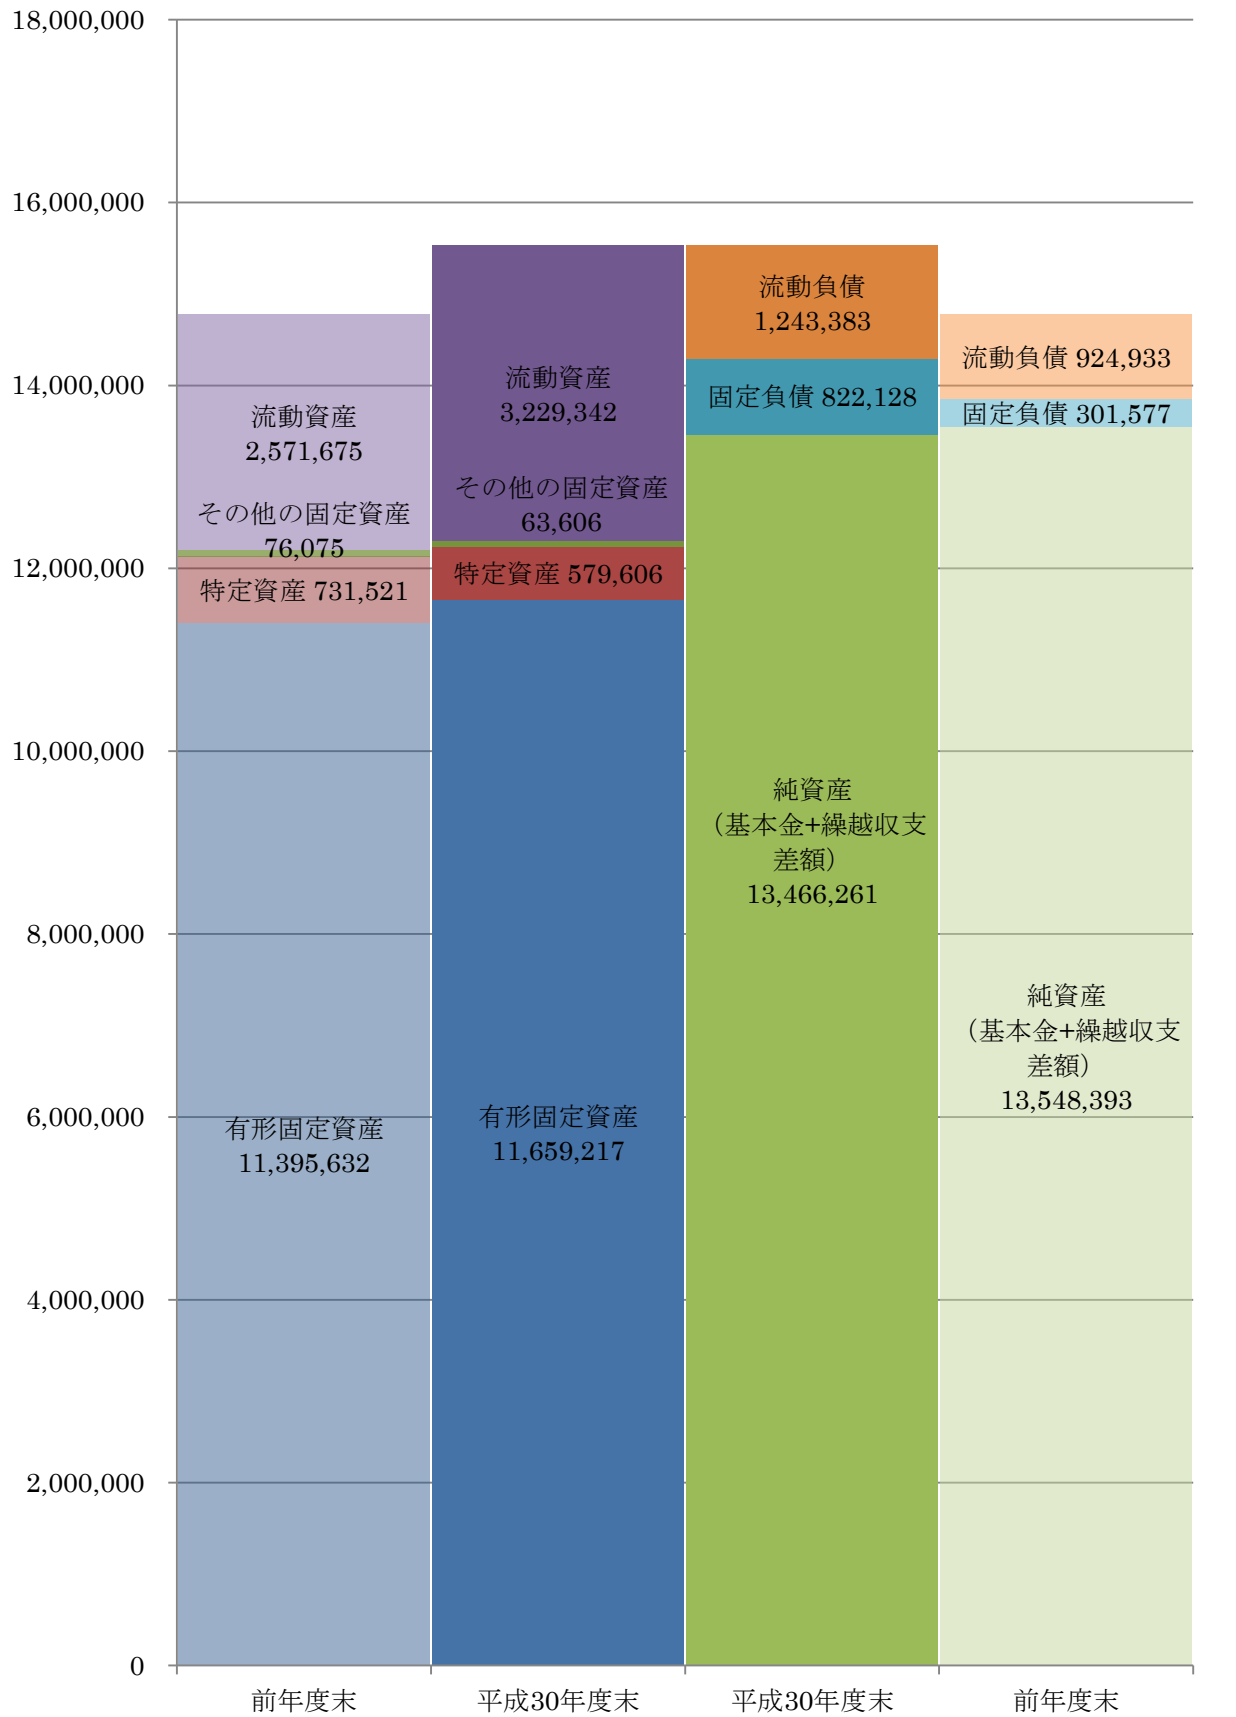 18,000,000
16,000,000
14,000,000
12,000,000
10,000,000
8,000,000
6,000,000
4,000,000
2,000,000
0
流動資産
2,571,675
その他の固定資産
76,075
特定資産 731,521
有形固定資産
11,395,632
流動資産
3,229,342
その他の固定資産
63,606
特定資産 579,606
有形固定資産
11,659,217
流動負債
1,243,383
固定負債 822,128
純資産
（基本金+繰越収支
差額）
13,466,261
流動負債 924,933
固定負債 301,577
純資産
（基本金+繰越収支
差額）
13,548,393
前年度末
平成30年度末
平成30年度末
前年度末